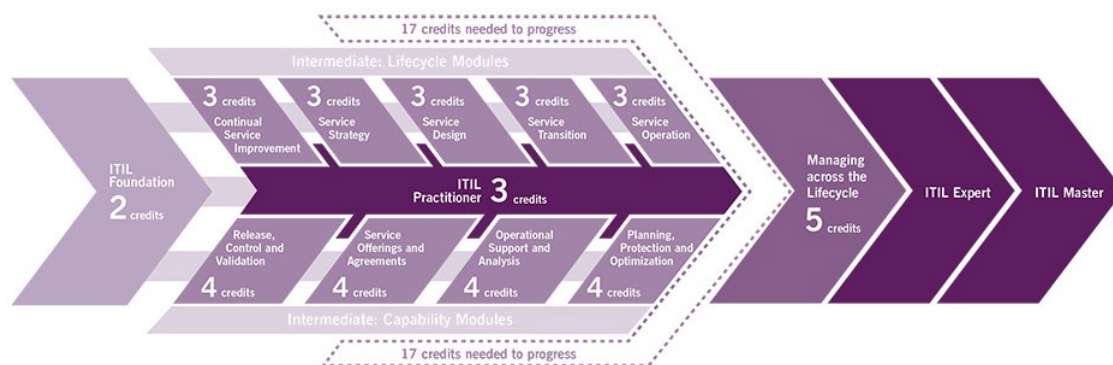 17 credits needed to progress
Intermediate: Lifecycle Modules
3 credits
Continual
Service
Improvement
3 credits
Service
Strategy
3 credits
Service
Design
3 credits
Service
Transition
3 credits
Service
Operation
ITIL
Foundation
2 credits
ITIL
Practitioner 3 credits
Release,
Control and
Validation
4 credits
Service
Offerings and
Agreements
4 credits
Operational
Support and
Analysis
4 credits
Planning,
Protection and
Optimization
4 credits
Intermediate: Capability Modules
17 credits needed to progress
Managing
across the
Lifecycle
5
credits
ITIL Expert
ITIL Master